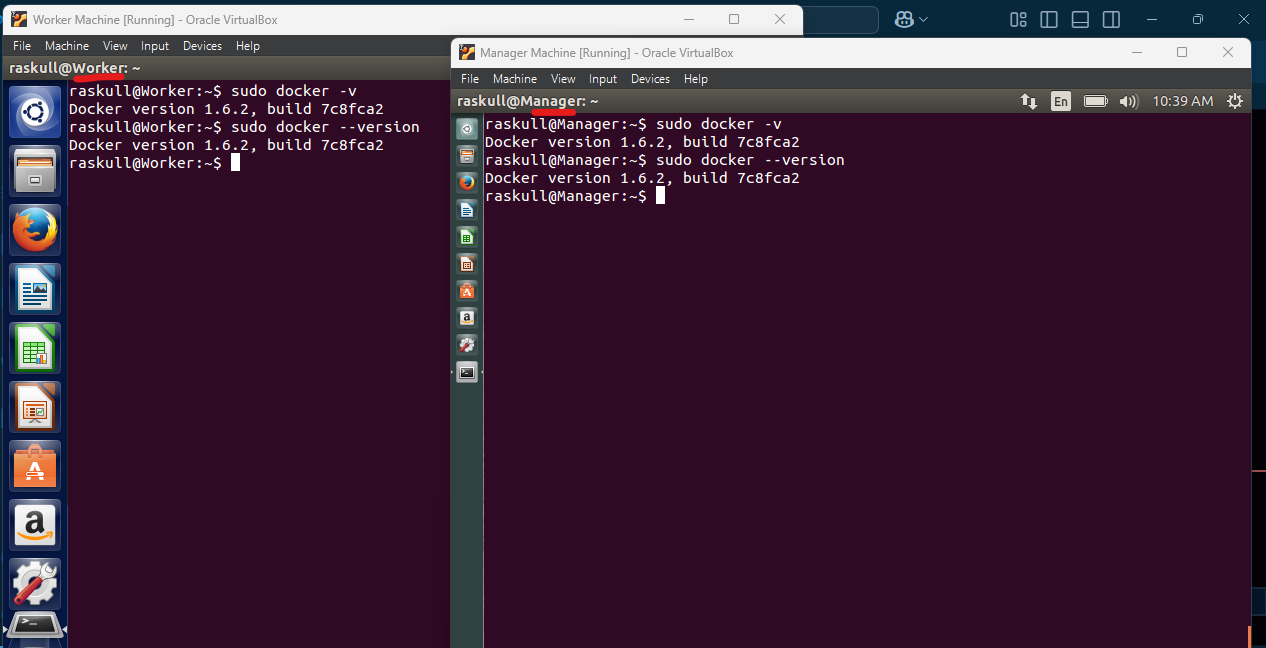 Worker Machine [Running] - Oracle VirtualBox
File Machine View Input Devices Help
raskull@Worker: ~
raskull@Worker:~$ sudo docker -v
Docker version 1.6.2, build 7c8fca2
raskull@Worker:~$ sudo docker --version
Docker version 1.6.2, build 7c8fca2
raskull@Worker:~$
Manager Machine [Running] - Oracle VirtualBox
File Machine View Input Devices Help
raskull@Manager: ~
En
10:39 AM
raskull@Manager:~$ sudo docker -v
Docker version 1.6.2, build 7c8fca2
raskull@Manager:~$ sudo docker --version
Docker version 1.6.2, build 7c8fca2
raskull@Manager:~$